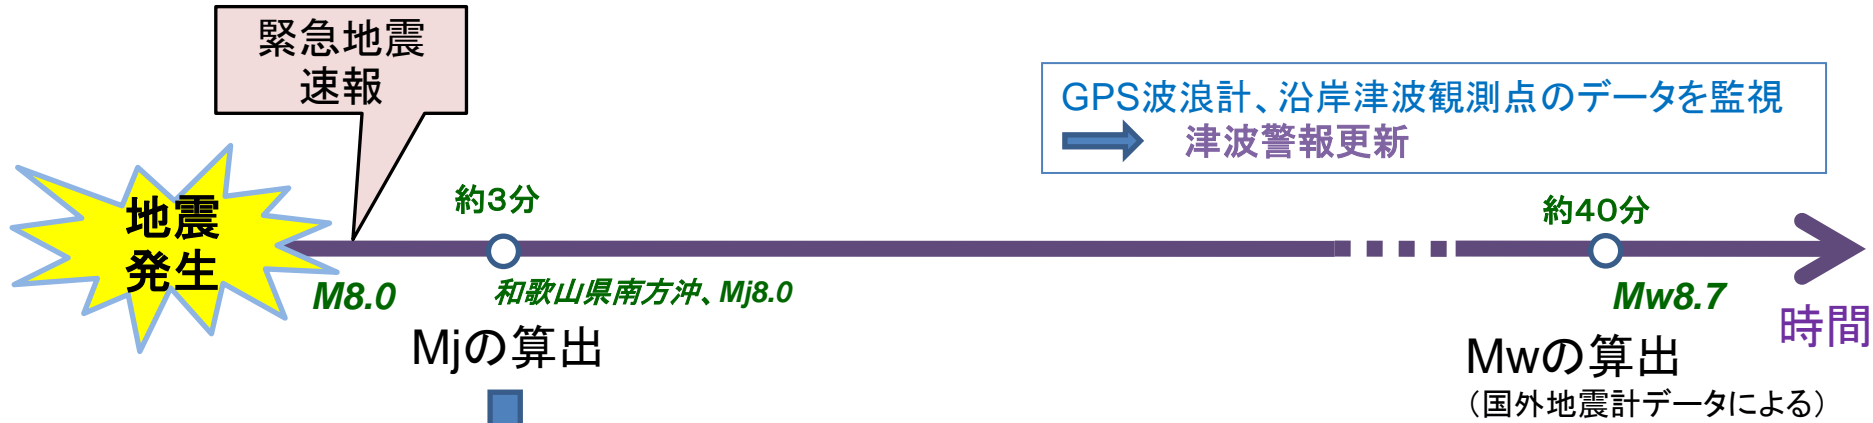 緊急地震
速報
GPS波浪計、沿岸津波観測点のデータを監視
津波警報更新
地震
発生
約3分
約40分
M8.0
和歌山県南方沖、Mj8.0
Mw8.7
時間
Mjの算出
Mwの算出
（国外地震計データによる）